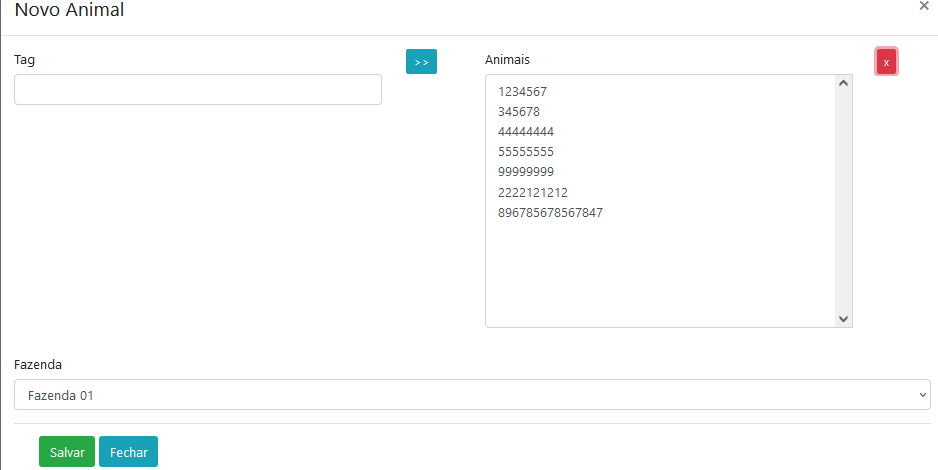 Novo Animal ×
Tag
>>
Animais
x
1234567
345678
44444444
55555555
99999999
2222121212
896785678567847
Fazenda
Fazenda 01
Salvar Fechar